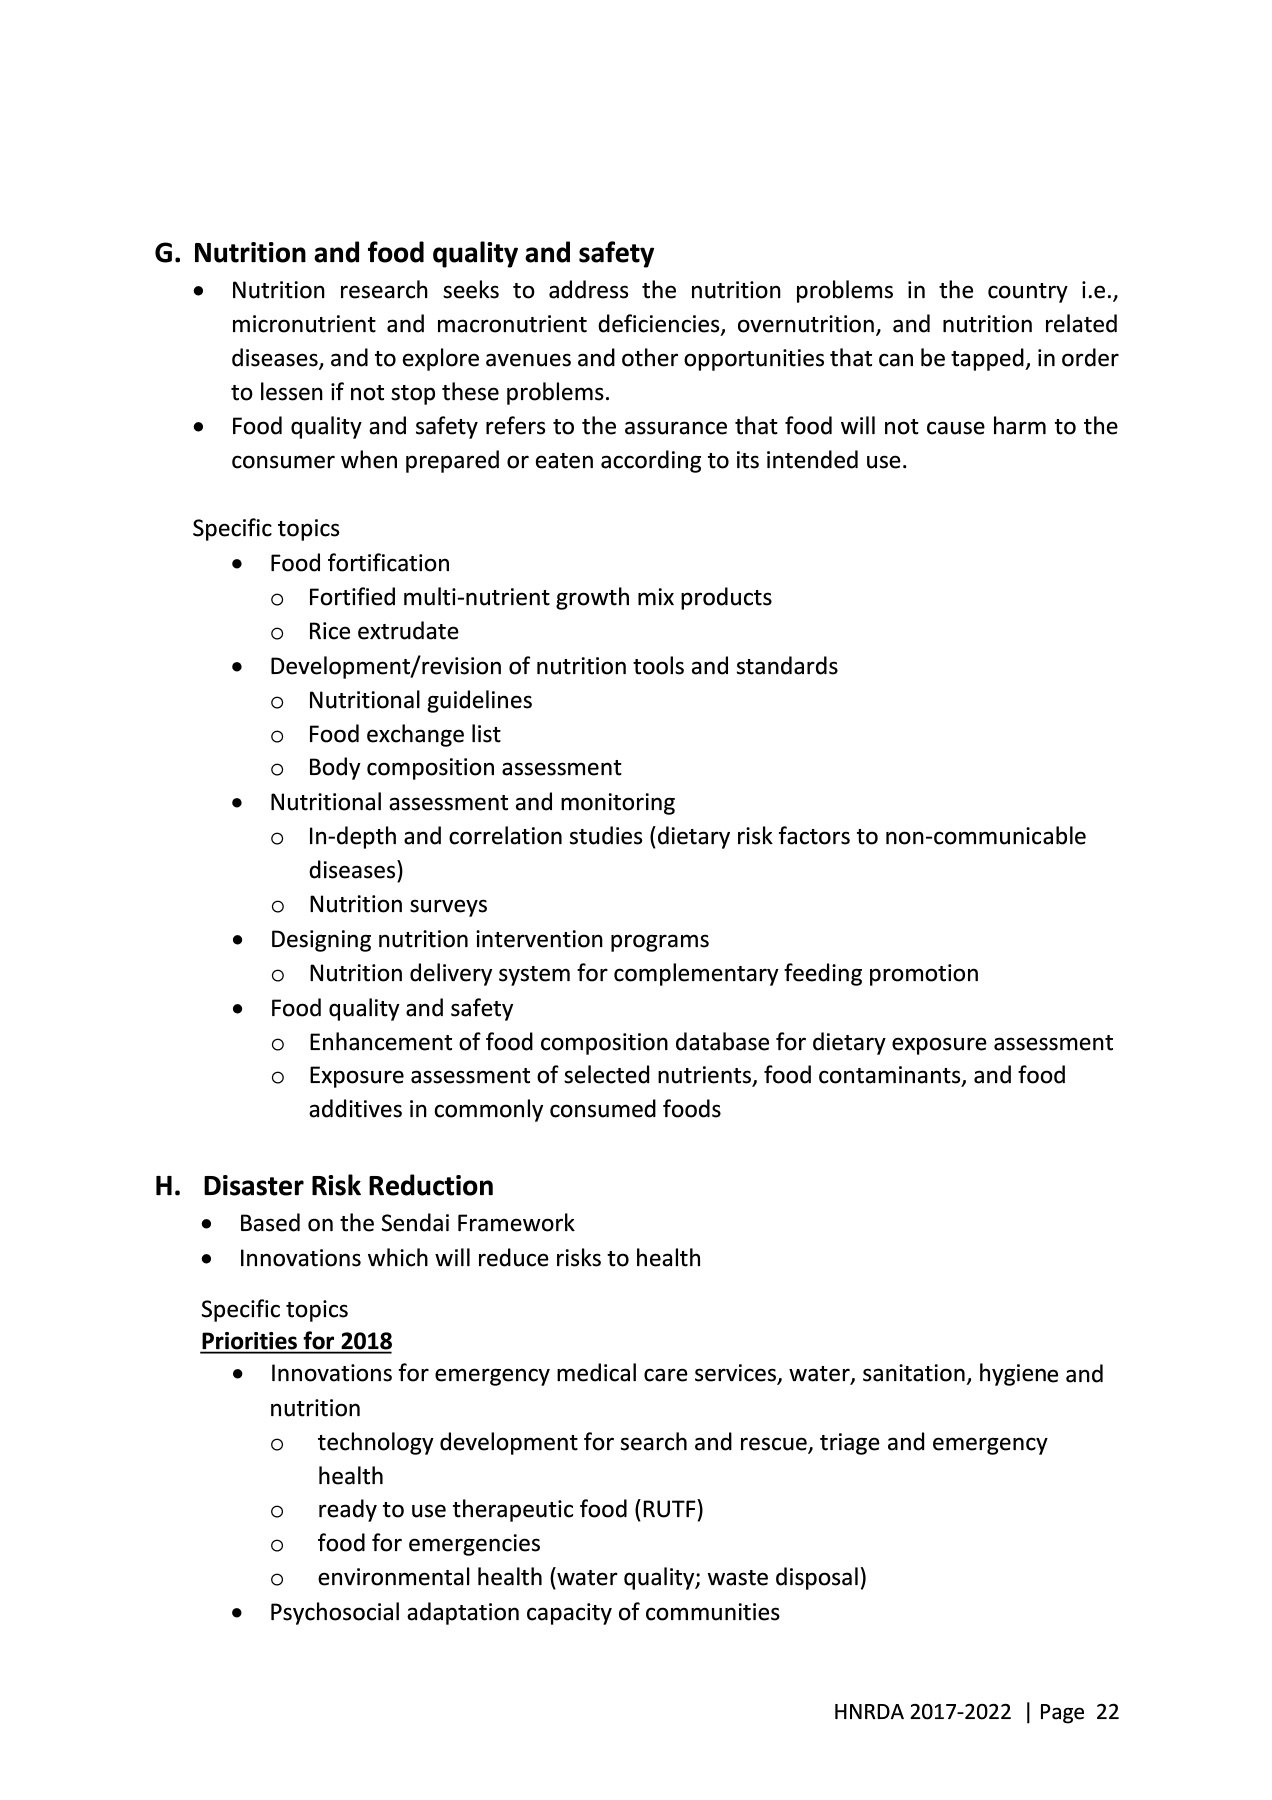 G. Nutrition and food quality and safety
• Nutrition research seeks to address the nutrition problems in the country i.e.,
micronutrient and macronutrient deficiencies, overnutrition, and nutrition related
diseases, and to explore avenues and other opportunities that can be tapped, in order
to lessen if not stop these problems.
• Food quality and safety refers to the assurance that food will not cause harm to the
consumer when prepared or eaten according to its intended use.
Specific topics
• Food fortification
o Fortified multi-nutrient growth mix products
o Rice extrudate
• Development/revision of nutrition tools and standards
o Nutritional guidelines
o Food exchange list
o Body composition assessment
• Nutritional assessment and monitoring
o In-depth and correlation studies (dietary risk factors to non-communicable
diseases)
o Nutrition surveys
• Designing nutrition intervention programs
o Nutrition delivery system for complementary feeding promotion
• Food quality and safety
o Enhancement of food composition database for dietary exposure assessment
o Exposure assessment of selected nutrients, food contaminants, and food
additives in commonly consumed foods
H. Disaster Risk Reduction
• Based on the Sendai Framework
• Innovations which will reduce risks to health
Specific topics
Priorities for 2018
• Innovations for emergency medical care services, water, sanitation, hygiene and
nutrition
o technology development for search and rescue, triage and emergency
health
o ready to use therapeutic food (RUTF)
o food for emergencies
o environmental health (water quality; waste disposal)
• Psychosocial adaptation capacity of communities
HNRDA 2017-2022 | Page 22